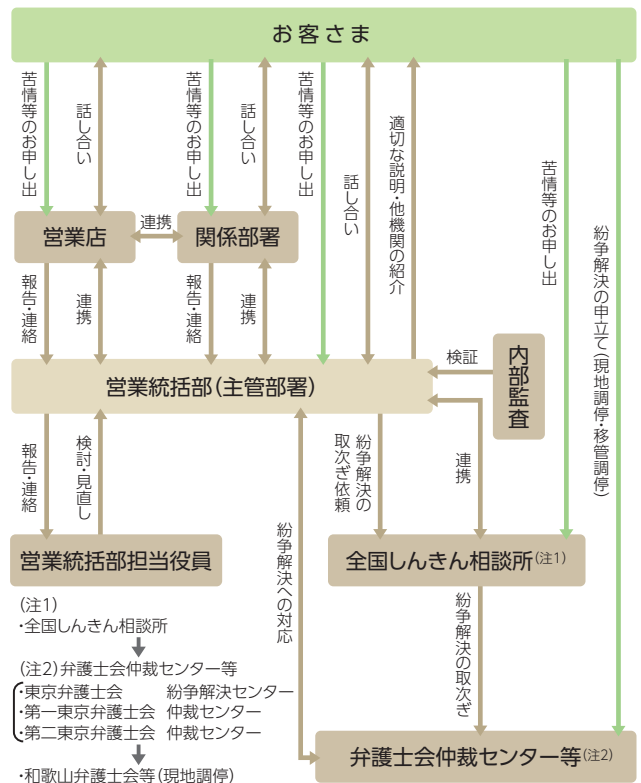 お客さま
苦情等のお申し出
話し合い
苦情等のお申し出
話し合い
苦情等のお申し出
話し合い
適切な説明・他機関の紹介
苦情等のお申し出
紛争解決の申立て(現地調停・移管調停)
営業店
連携
関係部署
報告・連絡
連携
報告・連絡
連携
営業統括部(主管部署)
検証
内部監査
報告・連絡
検討・見直し
紛争解決への対応
紛争解決の
取次ぎ依頼
連携
営業統括部担当役員
全国しんきん相談所(注1)
紛争解決の取次ぎ
弁護士会仲裁センター等(注2)
(注1)
・全国しんきん相談所
(注2)弁護士会仲裁センター等
・東京弁護士会 紛争解決センター
・第一東京弁護士会 仲裁センター
・第二東京弁護士会 仲裁センター
・和歌山弁護士会等(現地調停)